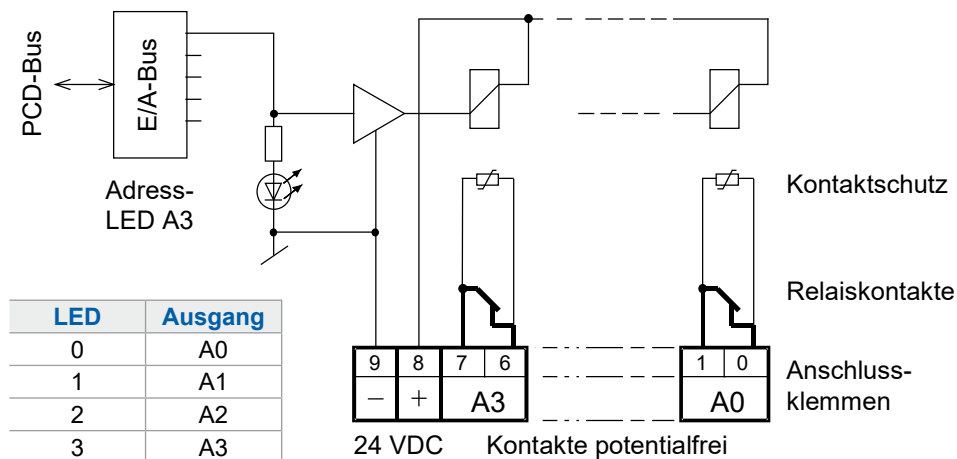 PCD-Bus
E/A-Bus
Adress-
LED A3
Kontaktschutz
Relaiskontakte
LED Ausgang
0 A0
1 A1
2 A2
3 A3
9 8 7 6
– + A3
1 0
A0
Anschluss-
klemmen
24 VDC Kontakte potentialfrei